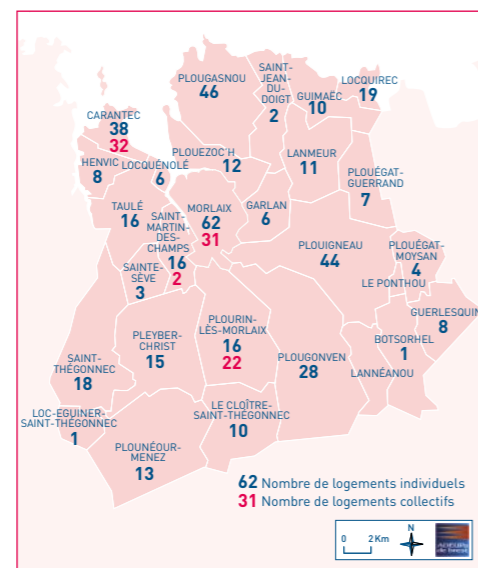 PLOUGASNOU
46
SAINT-
JEAN-
DU-
DOIGT
2
GUIMAËC
10
LOCQUIREC
19
CARANTEC
38
32
HENVIC
8
LOCQUÉNOLÉ
6
PLOUEZOC'H
12
LANMEUR
11
PLOUÉGAT-
GUERRAND
7
TAULÉ
16
SAINT-
MARTIN-
DES-
CHAMPS
16
2
MORLAIX
62
31
GARLAN
6
PLOUIGNEAU
44
PLOUÉGAT-
MOYSAN
4
LE PONTHOU
SAINTE-
SÈVE
3
GUERLESQUIN
8
BOTSORHEL
1
LANNÉANOU
PLEYBER-
CHRIST
15
PLOURIN-
LÈS-MORLAIX
16
22
PLOUGONVEN
28
SAINT-
THÉGONNEC
18
LOC-EGUINER-
SAINT-THÉGONNEC
1
LE CLOÎTRE-
SAINT-THÉGONNEC
10
PLOUNÉOUR-
MENEZ
13
62 Nombre de logements individuels
31 Nombre de logements collectifs
0 2 Km
N